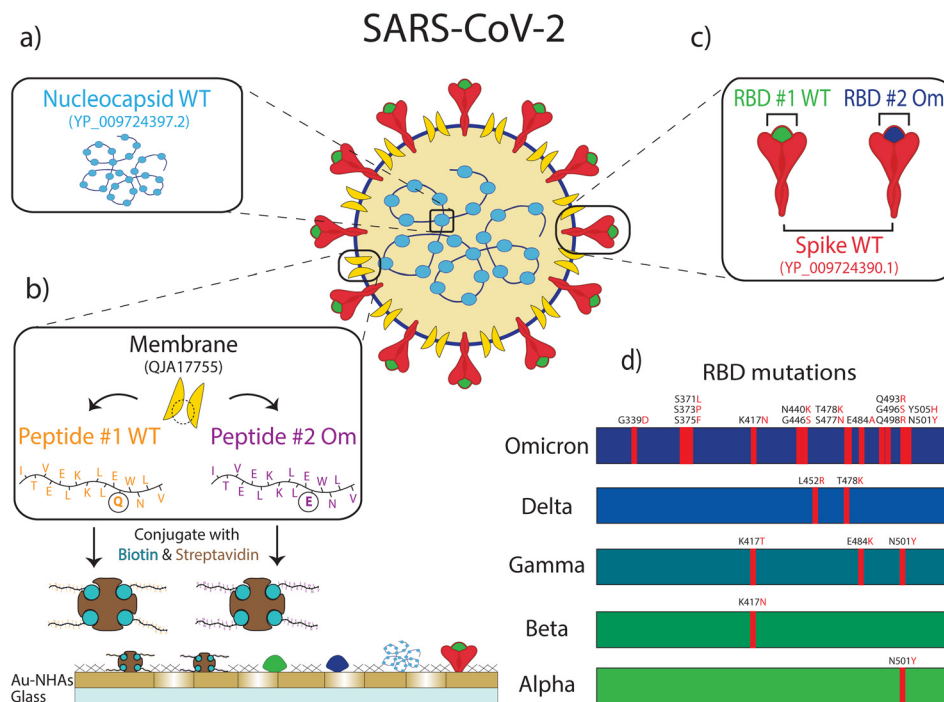 SARS-CoV-2
a)
Nucleocapsid WT
(YP_009724397.2)
b)
Membrane
(QJA17755)
Peptide #1 WT
Peptide #2 Om
I V E K L E W L
T E L K L Q N V
I V E K L E W L
T E L K L E N V
Conjugate with
Biotin & Streptavidin
Au-NHAs
Glass
c)
RBD #1 WT
RBD #2 Om
Spike WT
(YP_009724390.1)
d)
RBD mutations
S371L Q493R
S373P N440K T478K G496S Y505H
G339D S375F K417N G446S S477N E484A Q498R N501Y
Omicron
L452R T478K
Delta
K417T E484K N501Y
Gamma
K417N
Beta
N501Y
Alpha